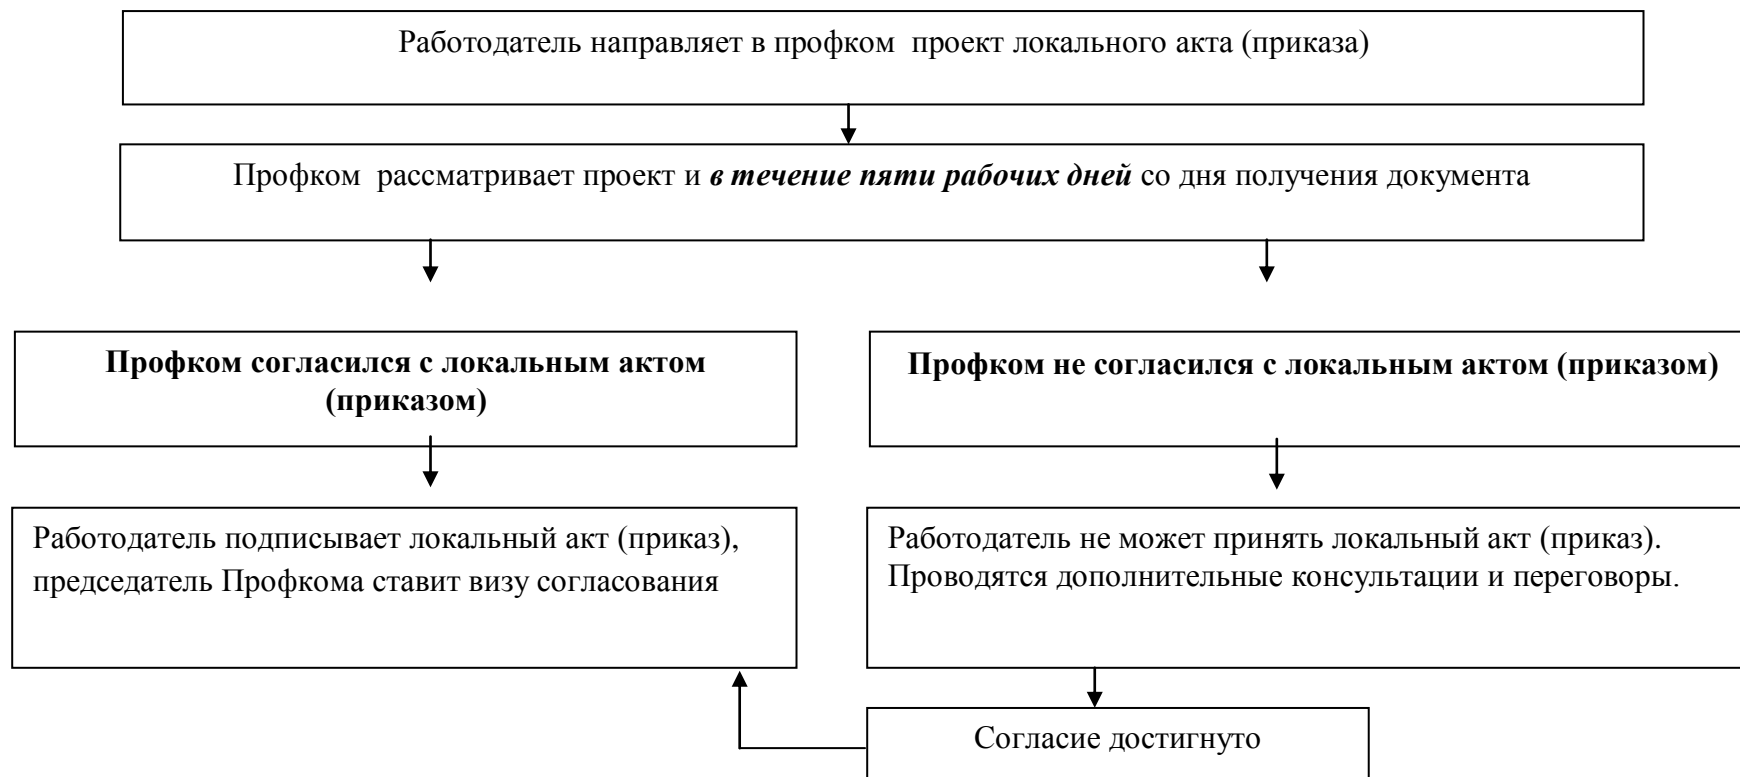 Работодатель направляет в профком  проект локального акта (приказа)
Профком  рассматривает проект и в течение пяти рабочих дней со дня получения документа
Профком согласился с локальным актом
(приказом)
Профком не согласился с локальным актом (приказом)
Работодатель подписывает локальный акт (приказ),
председатель Профкома ставит визу согласования
Работодатель не может принять локальный акт (приказ).
Проводятся дополнительные консультации и переговоры.
Согласие достигнуто